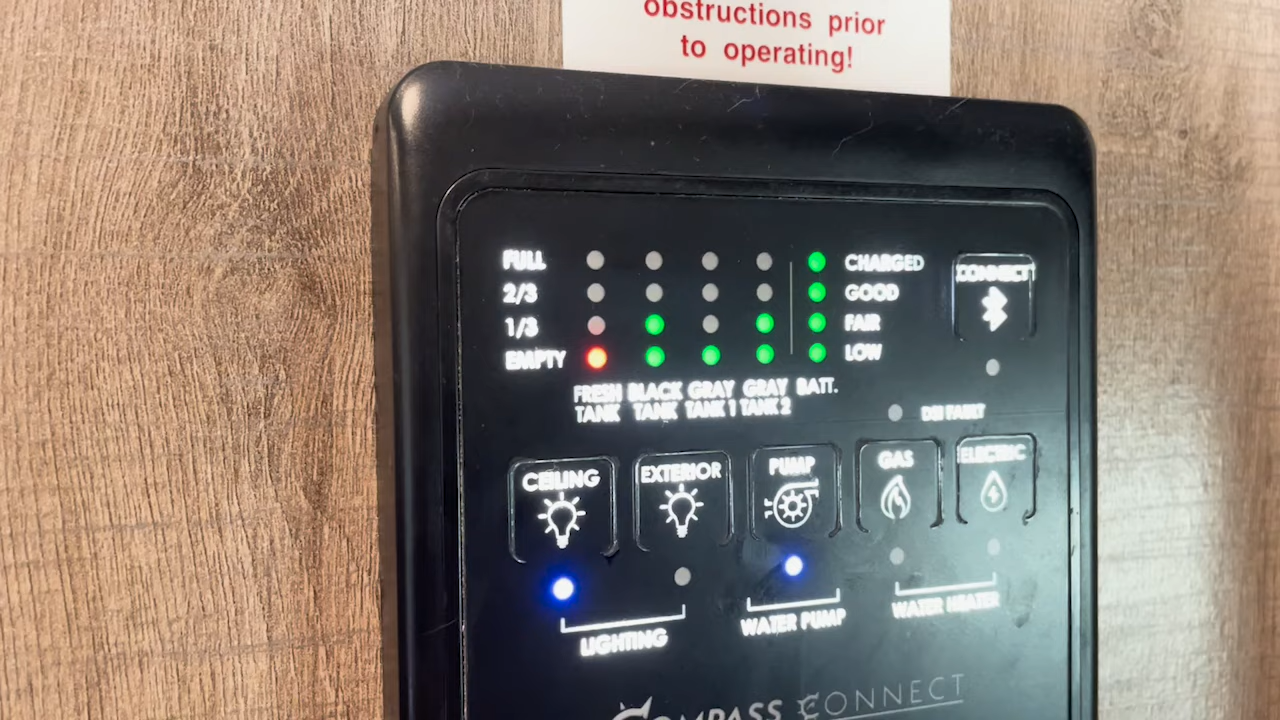 obstructions prior
to operating!
FULL
CHARGED
CONNECT
2/3
GOOD
1/3
FAIR
EMPTY
LOW
FRESH BLACK GRAY GRAY BATT.
TANK TANK TANK 1 TANK 2
DSI FAULT
CEILING
EXTERIOR
PUMP
GAS
ELECTRIC
LIGHTING
WATER PUMP
WATER HEATER
COMPASS CONNECT